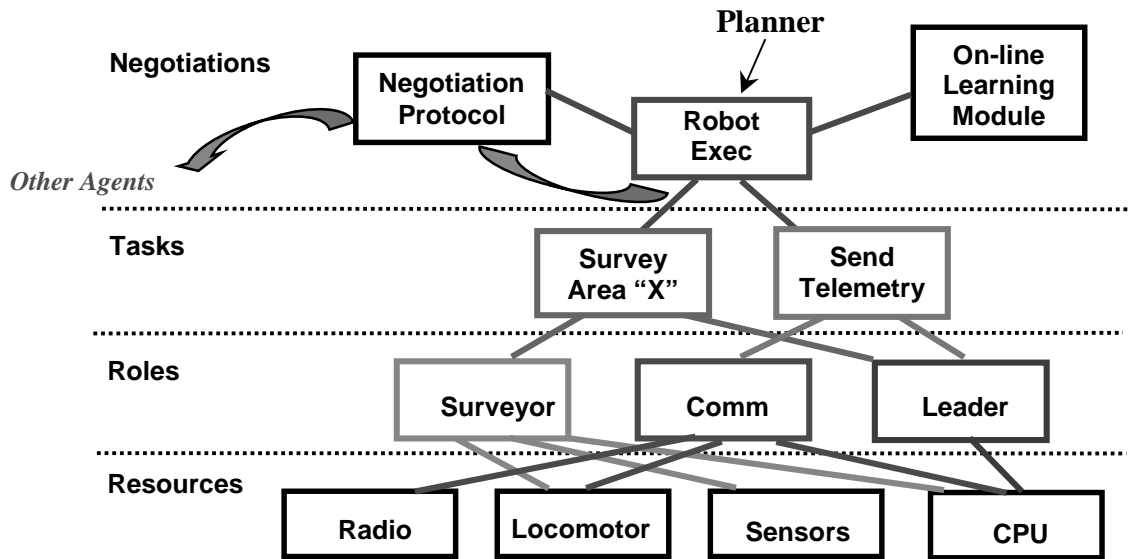 Planner
Negotiations
Negotiation
Protocol
On-line
Learning
Module
Robot
Exec
Other Agents
Tasks
Survey
Area “X”
Send
Telemetry
Roles
Surveyor
Comm
Leader
Resources
Radio
Locomotor
Sensors
CPU